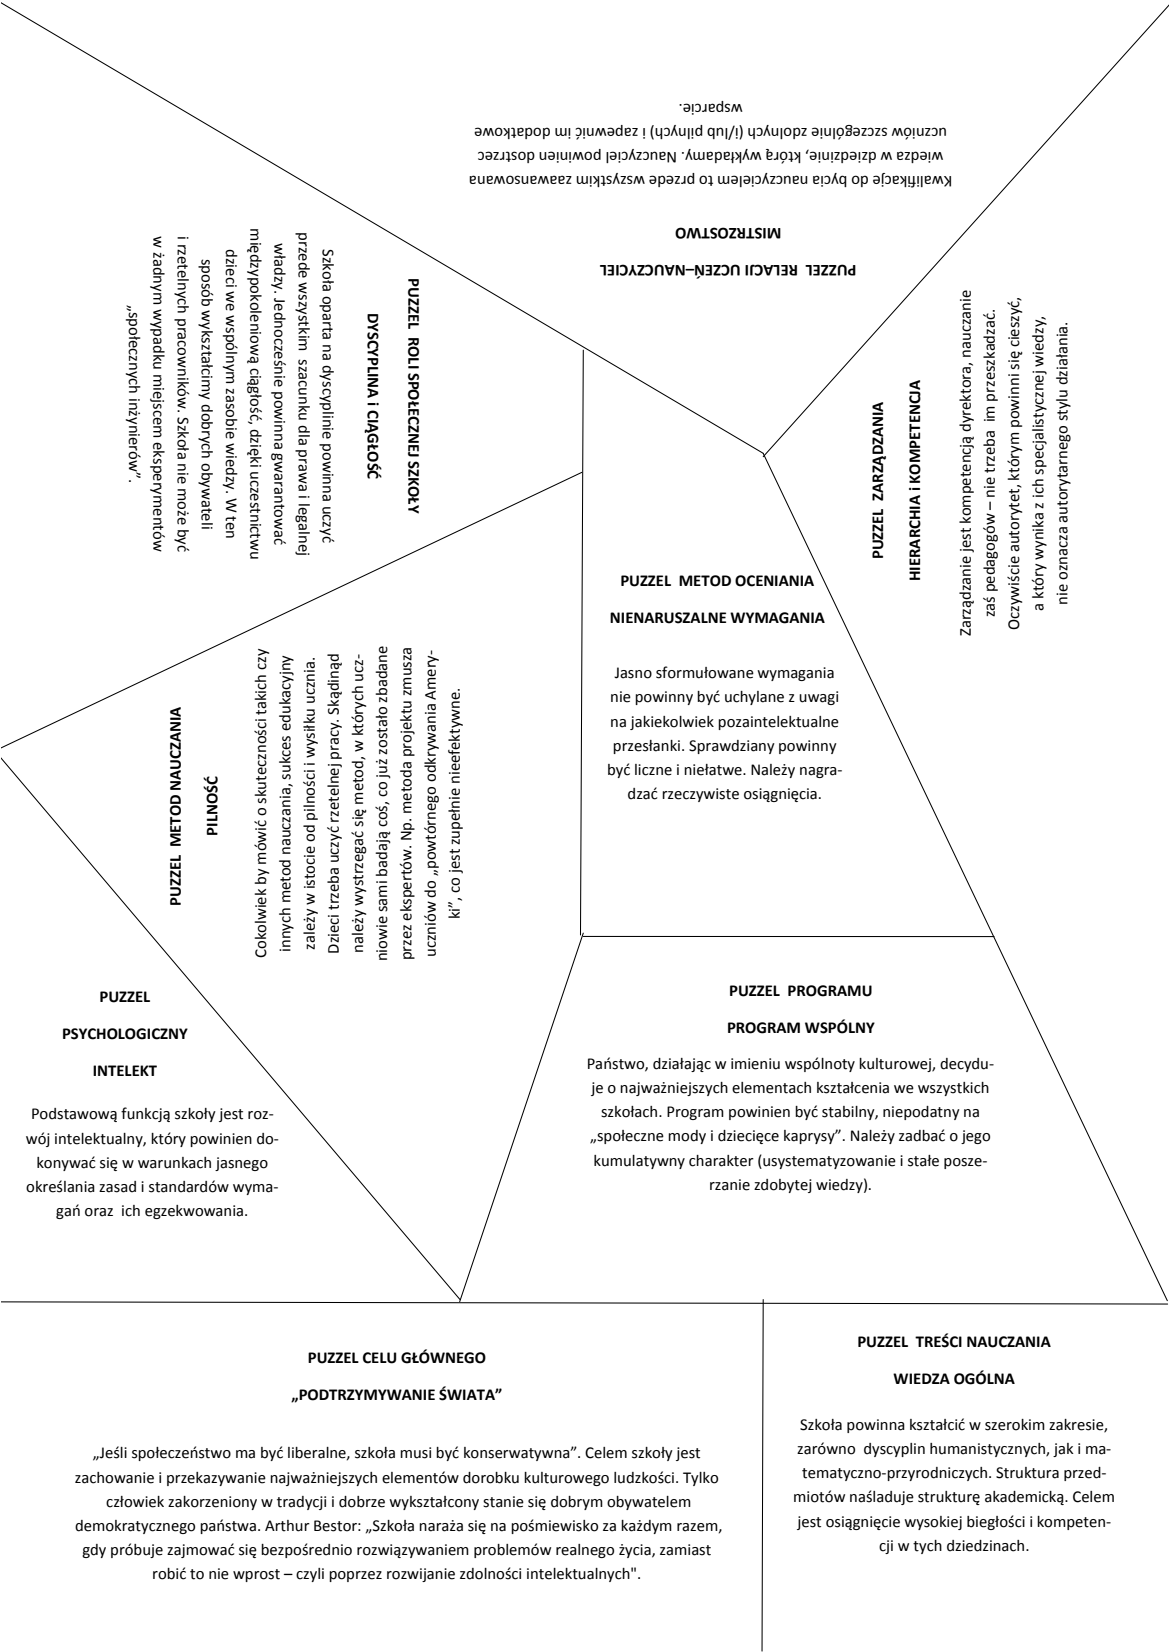 PUZZEL RELACJI UCZEŃ–NAUCZYCIEL
MISTRZOSTWO
Kwalifikacje do bycia nauczycielem to przede wszystkim zaawansowana
wiedza w dziedzinie, którą wykładamy. Nauczyciel powinien dostrzec
uczniów szczególnie zdolnych (i/lub pilnych) i zapewnić im dodatkowe
wsparcie.
PUZZEL ROLI SPOŁECZNEJ SZKOŁY
DYSCYPLINA i CIĄGŁOŚĆ
Szkoła oparta na dyscyplinie powinna uczyć
przede wszystkim szacunku dla prawa i legalnej
władzy. Jednocześnie powinna gwarantować
międzypokoleniową ciągłość, dzięki uczestnictwu
dzieci we wspólnym zasobie wiedzy. W ten
sposób wykształcimy dobrych obywateli
i rzetelnych pracowników. Szkoła nie może być
w żadnym wypadku miejscem eksperymentów
„społecznych inżynierów”.
PUZZEL ZARZĄDZANIA
HIERARCHIA i KOMPETENCJA
Zarządzanie jest kompetencją dyrektora, nauczanie
zaś pedagogów – nie trzeba im przeszkadzać.
Oczywiście autorytet, którym powinni się cieszyć,
a który wynika z ich specjalistycznej wiedzy,
nie oznacza autorytarnego stylu działania.
PUZZEL METOD OCENIANIA
NIENARUSZALNE WYMAGANIA
Jasno sformułowane wymagania
nie powinny być uchylane z uwagi
na jakiekolwiek pozaintelektualne
przesłanki. Sprawdziany powinny
być liczne i niełatwe. Należy nagra-
dzać rzeczywiste osiągnięcia.
PUZZEL METOD NAUCZANIA
PILNOŚĆ
Cokolwiek by mówić o skuteczności takich czy
innych metod nauczania, sukces edukacyjny
zależy w istocie od pilności i wysiłku ucznia.
Dzieci trzeba uczyć rzetelnej pracy. Skądinąd
należy wystrzegać się metod, w których ucz-
niowie sami badają coś, co już zostało zbadane
przez ekspertów. Np. metoda projektu zmusza
uczniów do „powtórnego odkrywania Amery-
ki”, co jest zupełnie nieefektywne.
PUZZEL
PSYCHOLOGICZNY
INTELEKT
Podstawową funkcją szkoły jest roz-
wój intelektualny, który powinien do-
konywać się w warunkach jasnego
określania zasad i standardów wyma-
gań oraz ich egzekwowania.
PUZZEL PROGRAMU
PROGRAM WSPÓLNY
Państwo, działając w imieniu wspólnoty kulturowej, decydu-
je o najważniejszych elementach kształcenia we wszystkich
szkołach. Program powinien być stabilny, niepodatny na
„społeczne mody i dziecięce kaprysy”. Należy zadbać o jego
kumulatywny charakter (usystematyzowanie i stałe posze-
rzanie zdobytej wiedzy).
PUZZEL CELU GŁÓWNEGO
„PODTRZYMYWANIE ŚWIATA”
„Jeśli społeczeństwo ma być liberalne, szkoła musi być konserwatywna”. Celem szkoły jest
zachowanie i przekazywanie najważniejszych elementów dorobku kulturowego ludzkości. Tylko
człowiek zakorzeniony w tradycji i dobrze wykształcony stanie się dobrym obywatelem
demokratycznego państwa. Arthur Bestor: „Szkoła naraża się na pośmiewisko za każdym razem,
gdy próbuje zajmować się bezpośrednio rozwiązywaniem problemów realnego życia, zamiast
robić to nie wprost – czyli poprzez rozwijanie zdolności intelektualnych".
PUZZEL TREŚCI NAUCZANIA
WIEDZA OGÓLNA
Szkoła powinna kształcić w szerokim zakresie,
zarówno dyscyplin humanistycznych, jak i ma-
tematyczno-przyrodniczych. Struktura przed-
miotów naśladuje strukturę akademicką. Celem
jest osiągnięcie wysokiej biegłości i kompeten-
cji w tych dziedzinach.